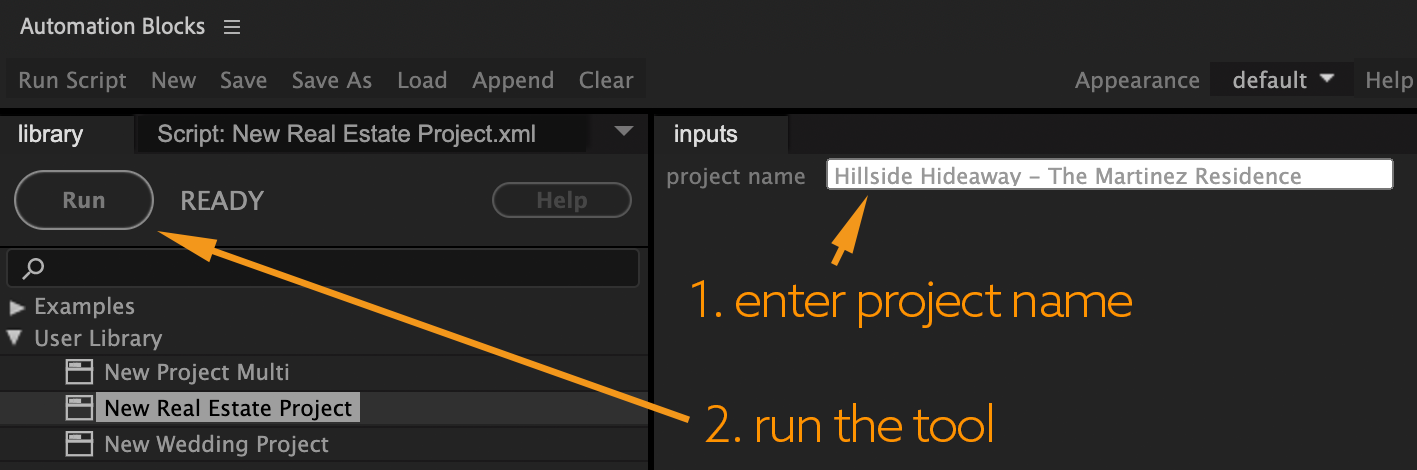 Automation Blocks
Run Script New Save Save As Load Append Clear Appearance default Help
library Script: New Real Estate Project.xml inputs
project name Hillside Hideaway – The Martinez Residence
Run READY Help
1. enter project name
Examples
User Library
New Project Multi
New Real Estate Project
2. run the tool
New Wedding Project